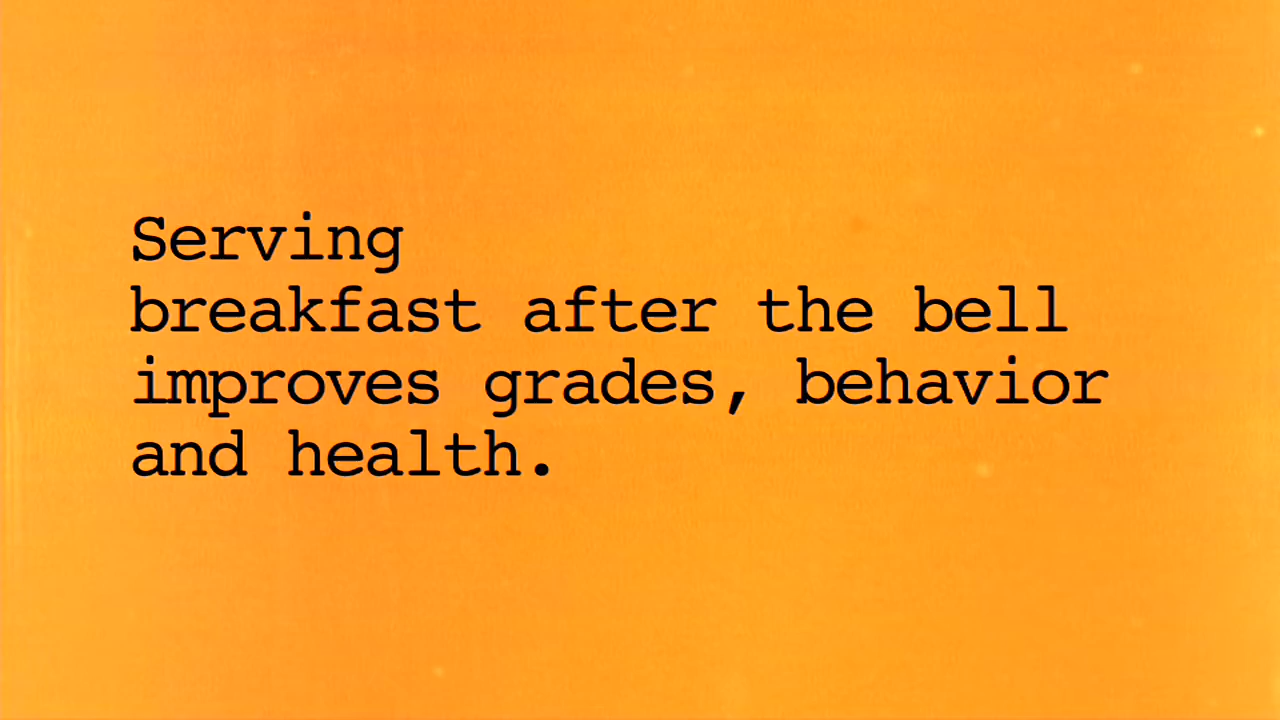 Serving
breakfast after the bell
improves grades, behavior
and health.